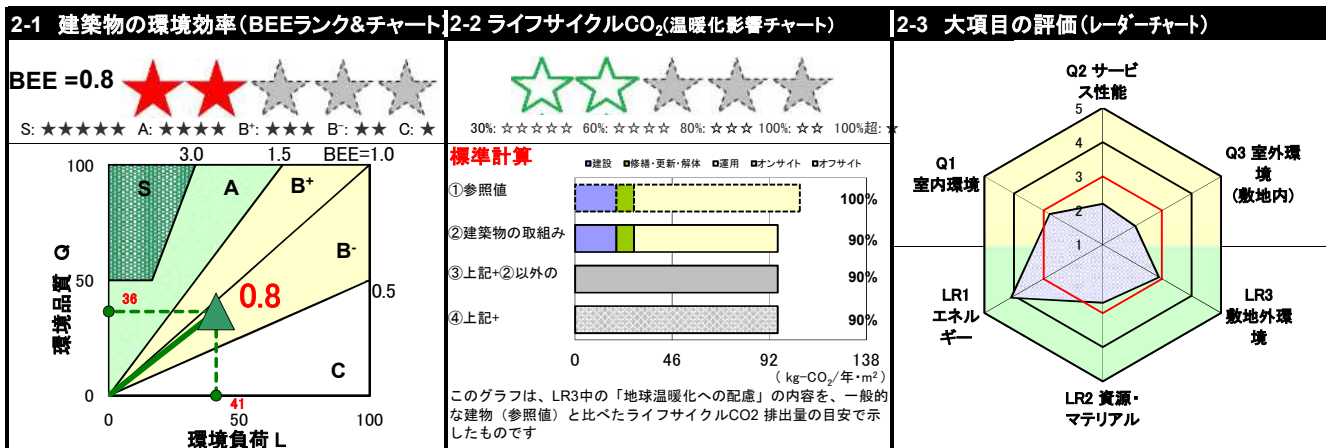 2-1 建築物の環境効率(BEEランク&チャート)
BEE =0.8
S: ★★★★★ A: ★★★★ B⁺: ★★★ B⁻: ★★ C: ★
3.0 1.5 BEE=1.0
100
S
A
B⁺
B⁻
50
0.5
36
0.8
C
環境品質 Q
0
41
0 50 100
環境負荷 L
2-2 ライフサイクルCO₂(温暖化影響チャート)
30%: ☆☆☆☆☆ 60%: ☆☆☆☆ 80%: ☆☆☆ 100%: ☆☆ 100%超: ☆
標準計算
■建設 ■修繕・更新・解体 ■運用 ■オンサイト ■オフサイト
①参照値 100%
②建築物の取組み 90%
③上記+②以外の 90%
④上記+ 90%
0 46 92 138
( kg-CO₂/年・m²)
このグラフは、LR3中の「地球温暖化への配慮」の内容を、一般的
な建物(参照値)と比べたライフサイクルCO2 排出量の目安で示
したものです
2-3 大項目の評価(レーダーチャート)
Q2 サービ
ス性能
5
4
3
2
1
Q1
室内環境
Q3 室外環
境
(敷地内)
LR1
エネル
ギー
LR3
敷地外環
境
LR2 資源・
マテリアル